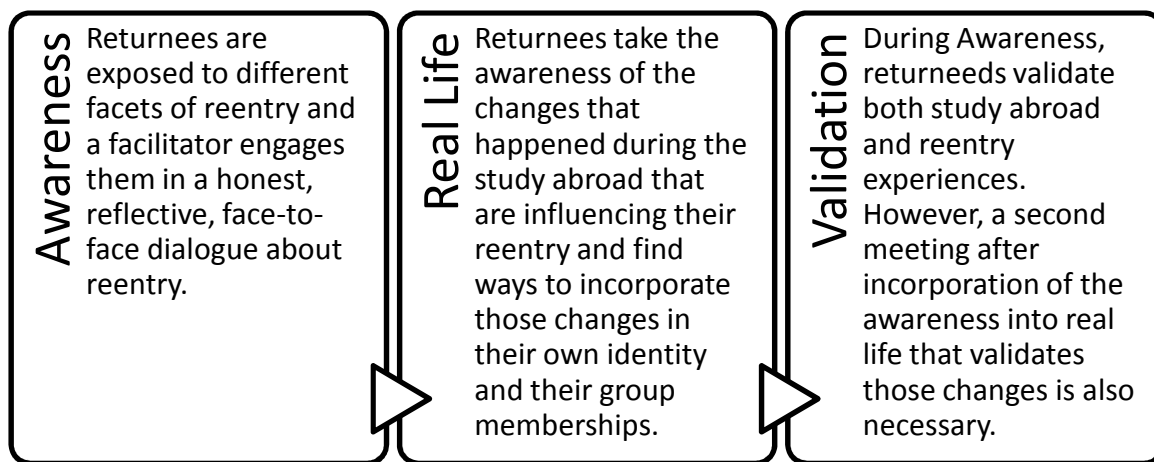 Awareness
Returnees are
exposed to different
facets of reentry and
a facilitator engages
them in a honest,
reflective, face-to-
face dialogue about
reentry.
Real Life
Returnees take the
awareness of the
changes that
happened during the
study abroad that
are influencing their
reentry and find
ways to incorporate
those changes in
their own identity
and their group
memberships.
Validation
During Awareness,
returneeds validate
both study abroad
and reentry
experiences.
However, a second
meeting after
incorporation of the
awareness into real
life that validates
those changes is also
necessary.